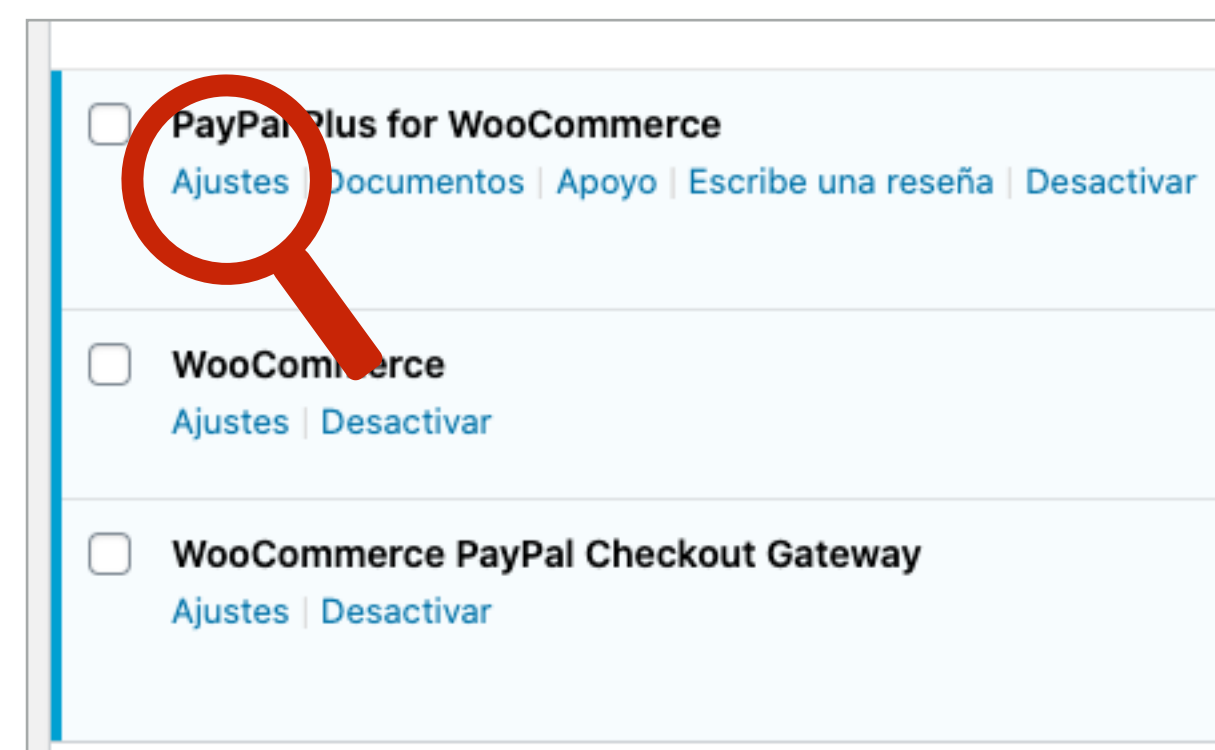 PayPal Plus for WooCommerce
Ajustes | Documentos | Apoyo | Escribe una reseña | Desactivar
WooCommerce
Ajustes | Desactivar
WooCommerce PayPal Checkout Gateway
Ajustes | Desactivar